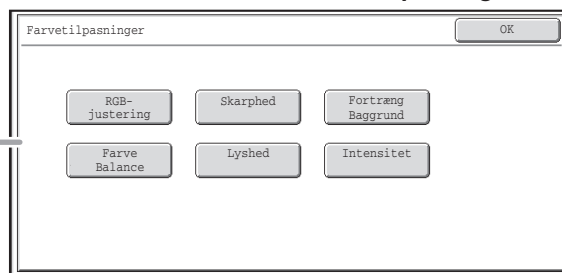 Farvetilpasninger
OK
RGB-
justering
Skarphed
Fortræng
Baggrund
Farve
Balance
Lyshed
Intensitet